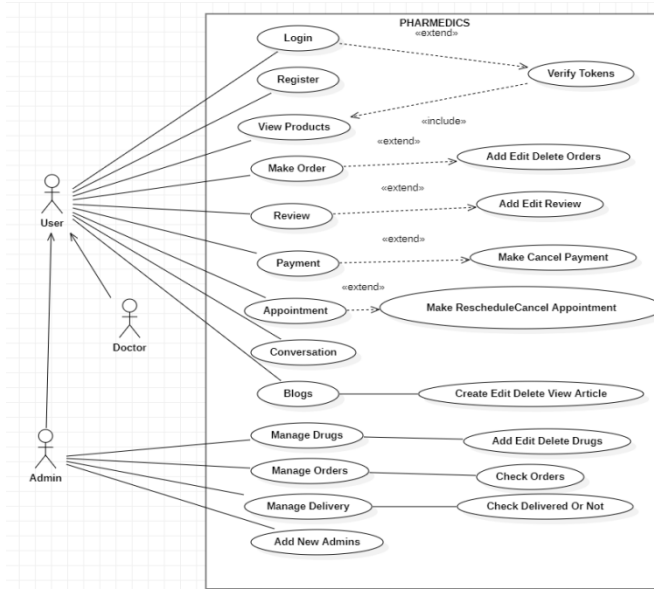 PHARMEDICS
Login
«extend»
Verify Tokens
Register
View Products
«include»
Make Order
«extend»
Add Edit Delete Orders
User
Review
«extend»
Add Edit Review
Payment
«extend»
Make Cancel Payment
Doctor
Appointment
«extend»
Make RescheduleCancel Appointment
Conversation
Blogs
Create Edit Delete View Article
Admin
Manage Drugs
Add Edit Delete Drugs
Manage Orders
Check Orders
Manage Delivery
Check Delivered Or Not
Add New Admins